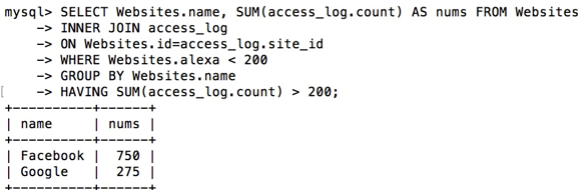 mysql> SELECT Websites.name, SUM(access_log.count) AS nums FROM Websites
    -> INNER JOIN access_log
    -> ON Websites.id=access_log.site_id
    -> WHERE Websites.alexa < 200
    -> GROUP BY Websites.name
[   -> HAVING SUM(access_log.count) > 200;
+----------+------+
| name     | nums |
+----------+------+
| Facebook |  750 |
| Google   |  275 |
+----------+------+